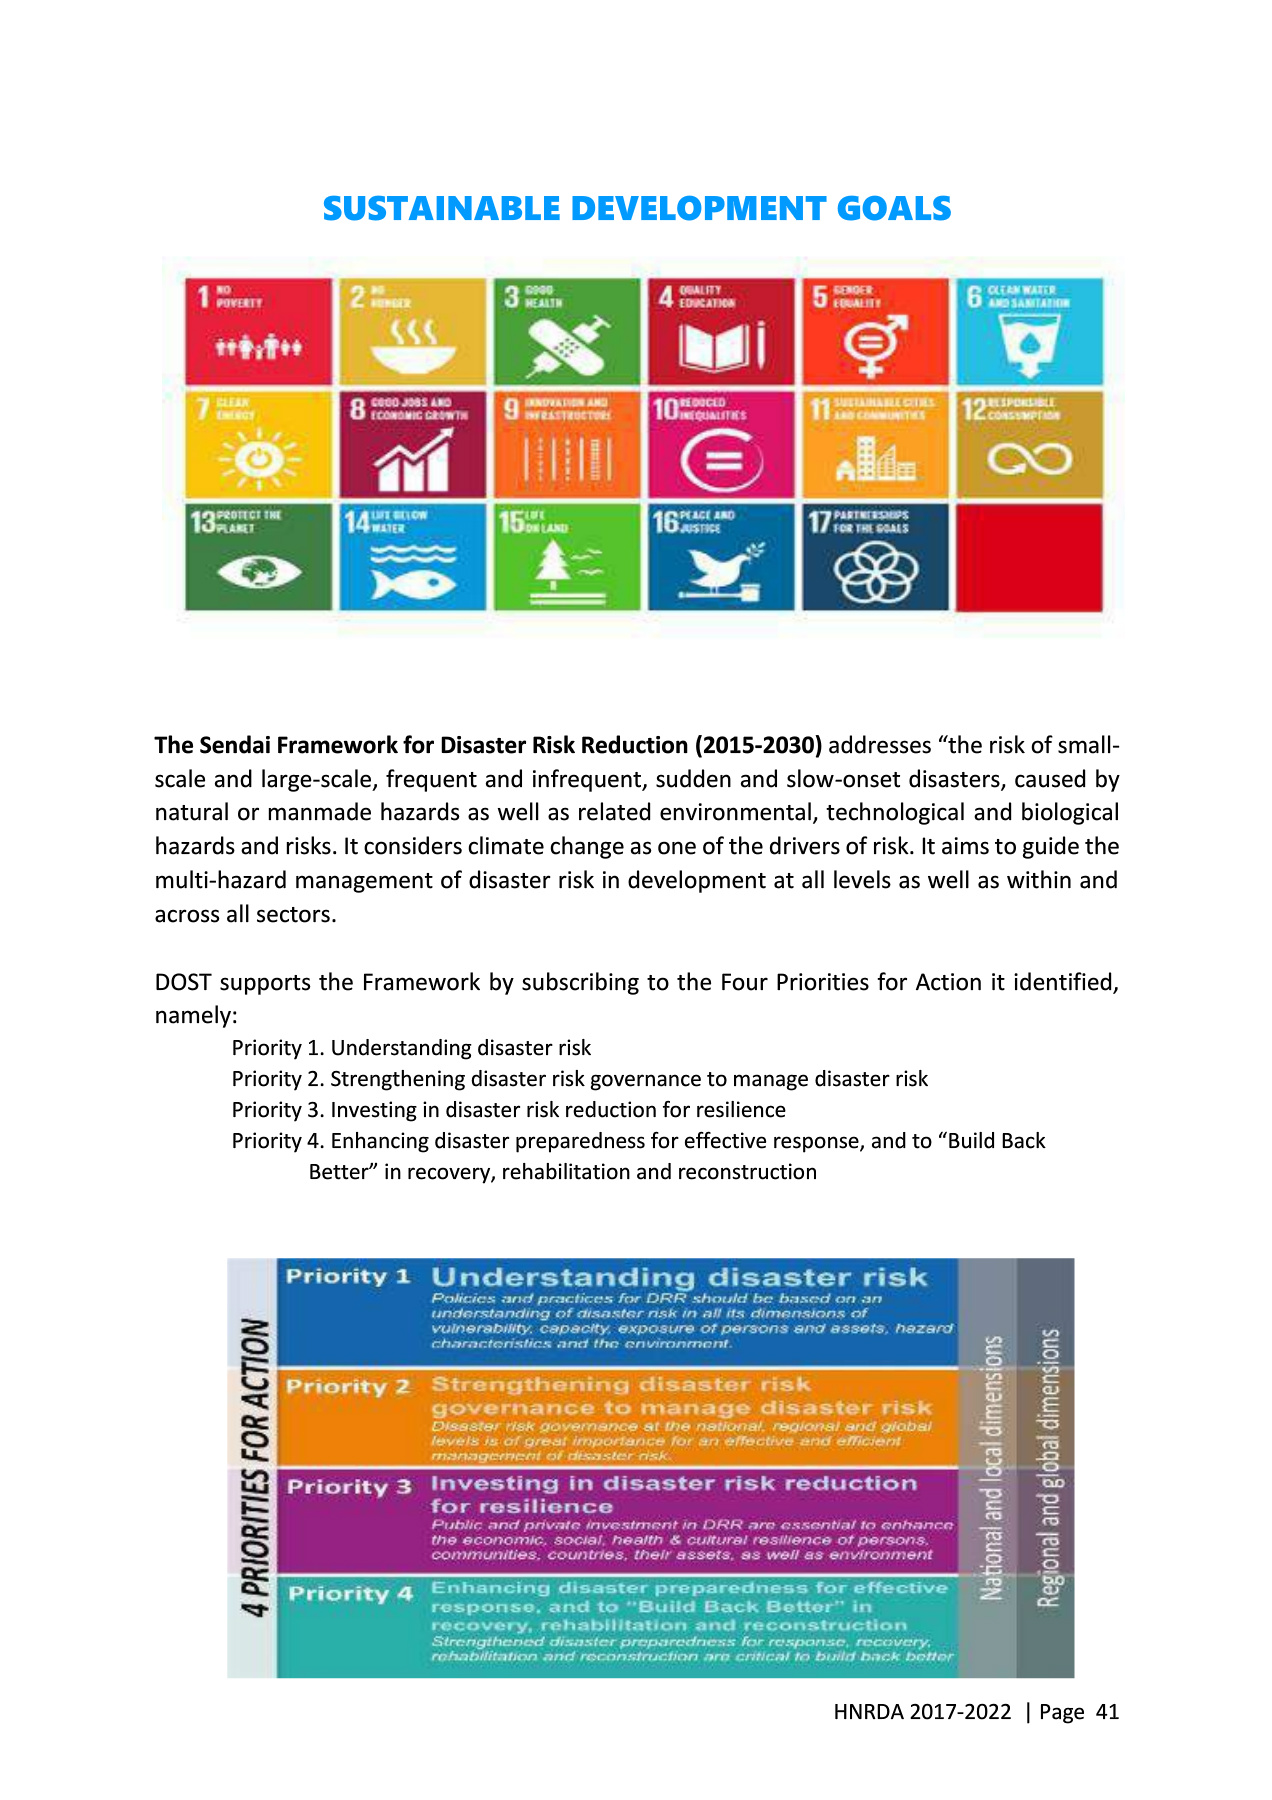 SUSTAINABLE DEVELOPMENT GOALS
1 NO POVERTY
2 NO HUNGER
3 GOOD HEALTH
4 QUALITY EDUCATION
5 GENDER EQUALITY
6 CLEAN WATER AND SANITATION
7 CLEAN ENERGY
8 GOOD JOBS AND ECONOMIC GROWTH
9 INNOVATION AND INFRASTRUCTURE
10 REDUCED INEQUALITIES
11 SUSTAINABLE CITIES AND COMMUNITIES
12 RESPONSIBLE CONSUMPTION
13 PROTECT THE PLANET
14 LIFE BELOW WATER
15 LIFE ON LAND
16 PEACE AND JUSTICE
17 PARTNERSHIPS FOR THE GOALS
The Sendai Framework for Disaster Risk Reduction (2015-2030) addresses “the risk of small-
scale and large-scale, frequent and infrequent, sudden and slow-onset disasters, caused by
natural or manmade hazards as well as related environmental, technological and biological
hazards and risks. It considers climate change as one of the drivers of risk. It aims to guide the
multi-hazard management of disaster risk in development at all levels as well as within and
across all sectors.
DOST supports the Framework by subscribing to the Four Priorities for Action it identified,
namely:
Priority 1. Understanding disaster risk
Priority 2. Strengthening disaster risk governance to manage disaster risk
Priority 3. Investing in disaster risk reduction for resilience
Priority 4. Enhancing disaster preparedness for effective response, and to “Build Back
Better” in recovery, rehabilitation and reconstruction
4 PRIORITIES FOR ACTION
Priority 1 Understanding disaster risk
Policies and practices for DRR should be based on an
understanding of disaster risk in all its dimensions of
vulnerability, capacity, exposure of persons and assets, hazard
characteristics and the environment.
Priority 2 Strengthening disaster risk
governance to manage disaster risk
Disaster risk governance at the national, regional and global
levels is of great importance for an effective and efficient
management of disaster risk.
Priority 3 Investing in disaster risk reduction
for resilience
Public and private investment in DRR are essential to enhance
the economic, social, health & cultural resilience of persons,
communities, countries, their assets, as well as environment
Priority 4 Enhancing disaster preparedness for effective
response, and to "Build Back Better" in
recovery, rehabilitation and reconstruction
Strengthened disaster preparedness for response, recovery,
rehabilitation and reconstruction are critical to build back better
National and local dimensions
Regional and global dimensions
HNRDA 2017-2022 | Page 41